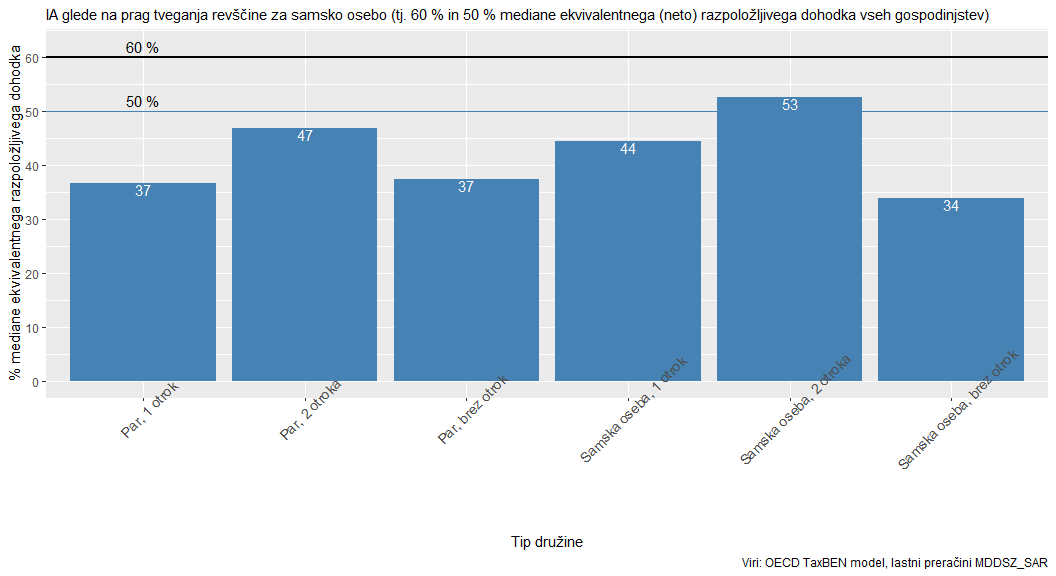 IA glede na prag tveganja revščine za samsko osebo (tj. 60 % in 50 % mediane ekvivalentnega (neto) razpoložljivega dohodka vseh gospodinjstev)
% mediane ekvivalentnega razpoložljivega dohodka
60
50
40
30
20
10
0
60 %
50 %
37
47
37
44
53
34
Par, 1 otrok
Par, 2 otroka
Par, brez otrok
Samska oseba, 1 otrok
Samska oseba, 2 otroka
Samska oseba, brez otrok
Tip družine
Viri: OECD TaxBEN model, lastni preračini MDDSZ_SAR